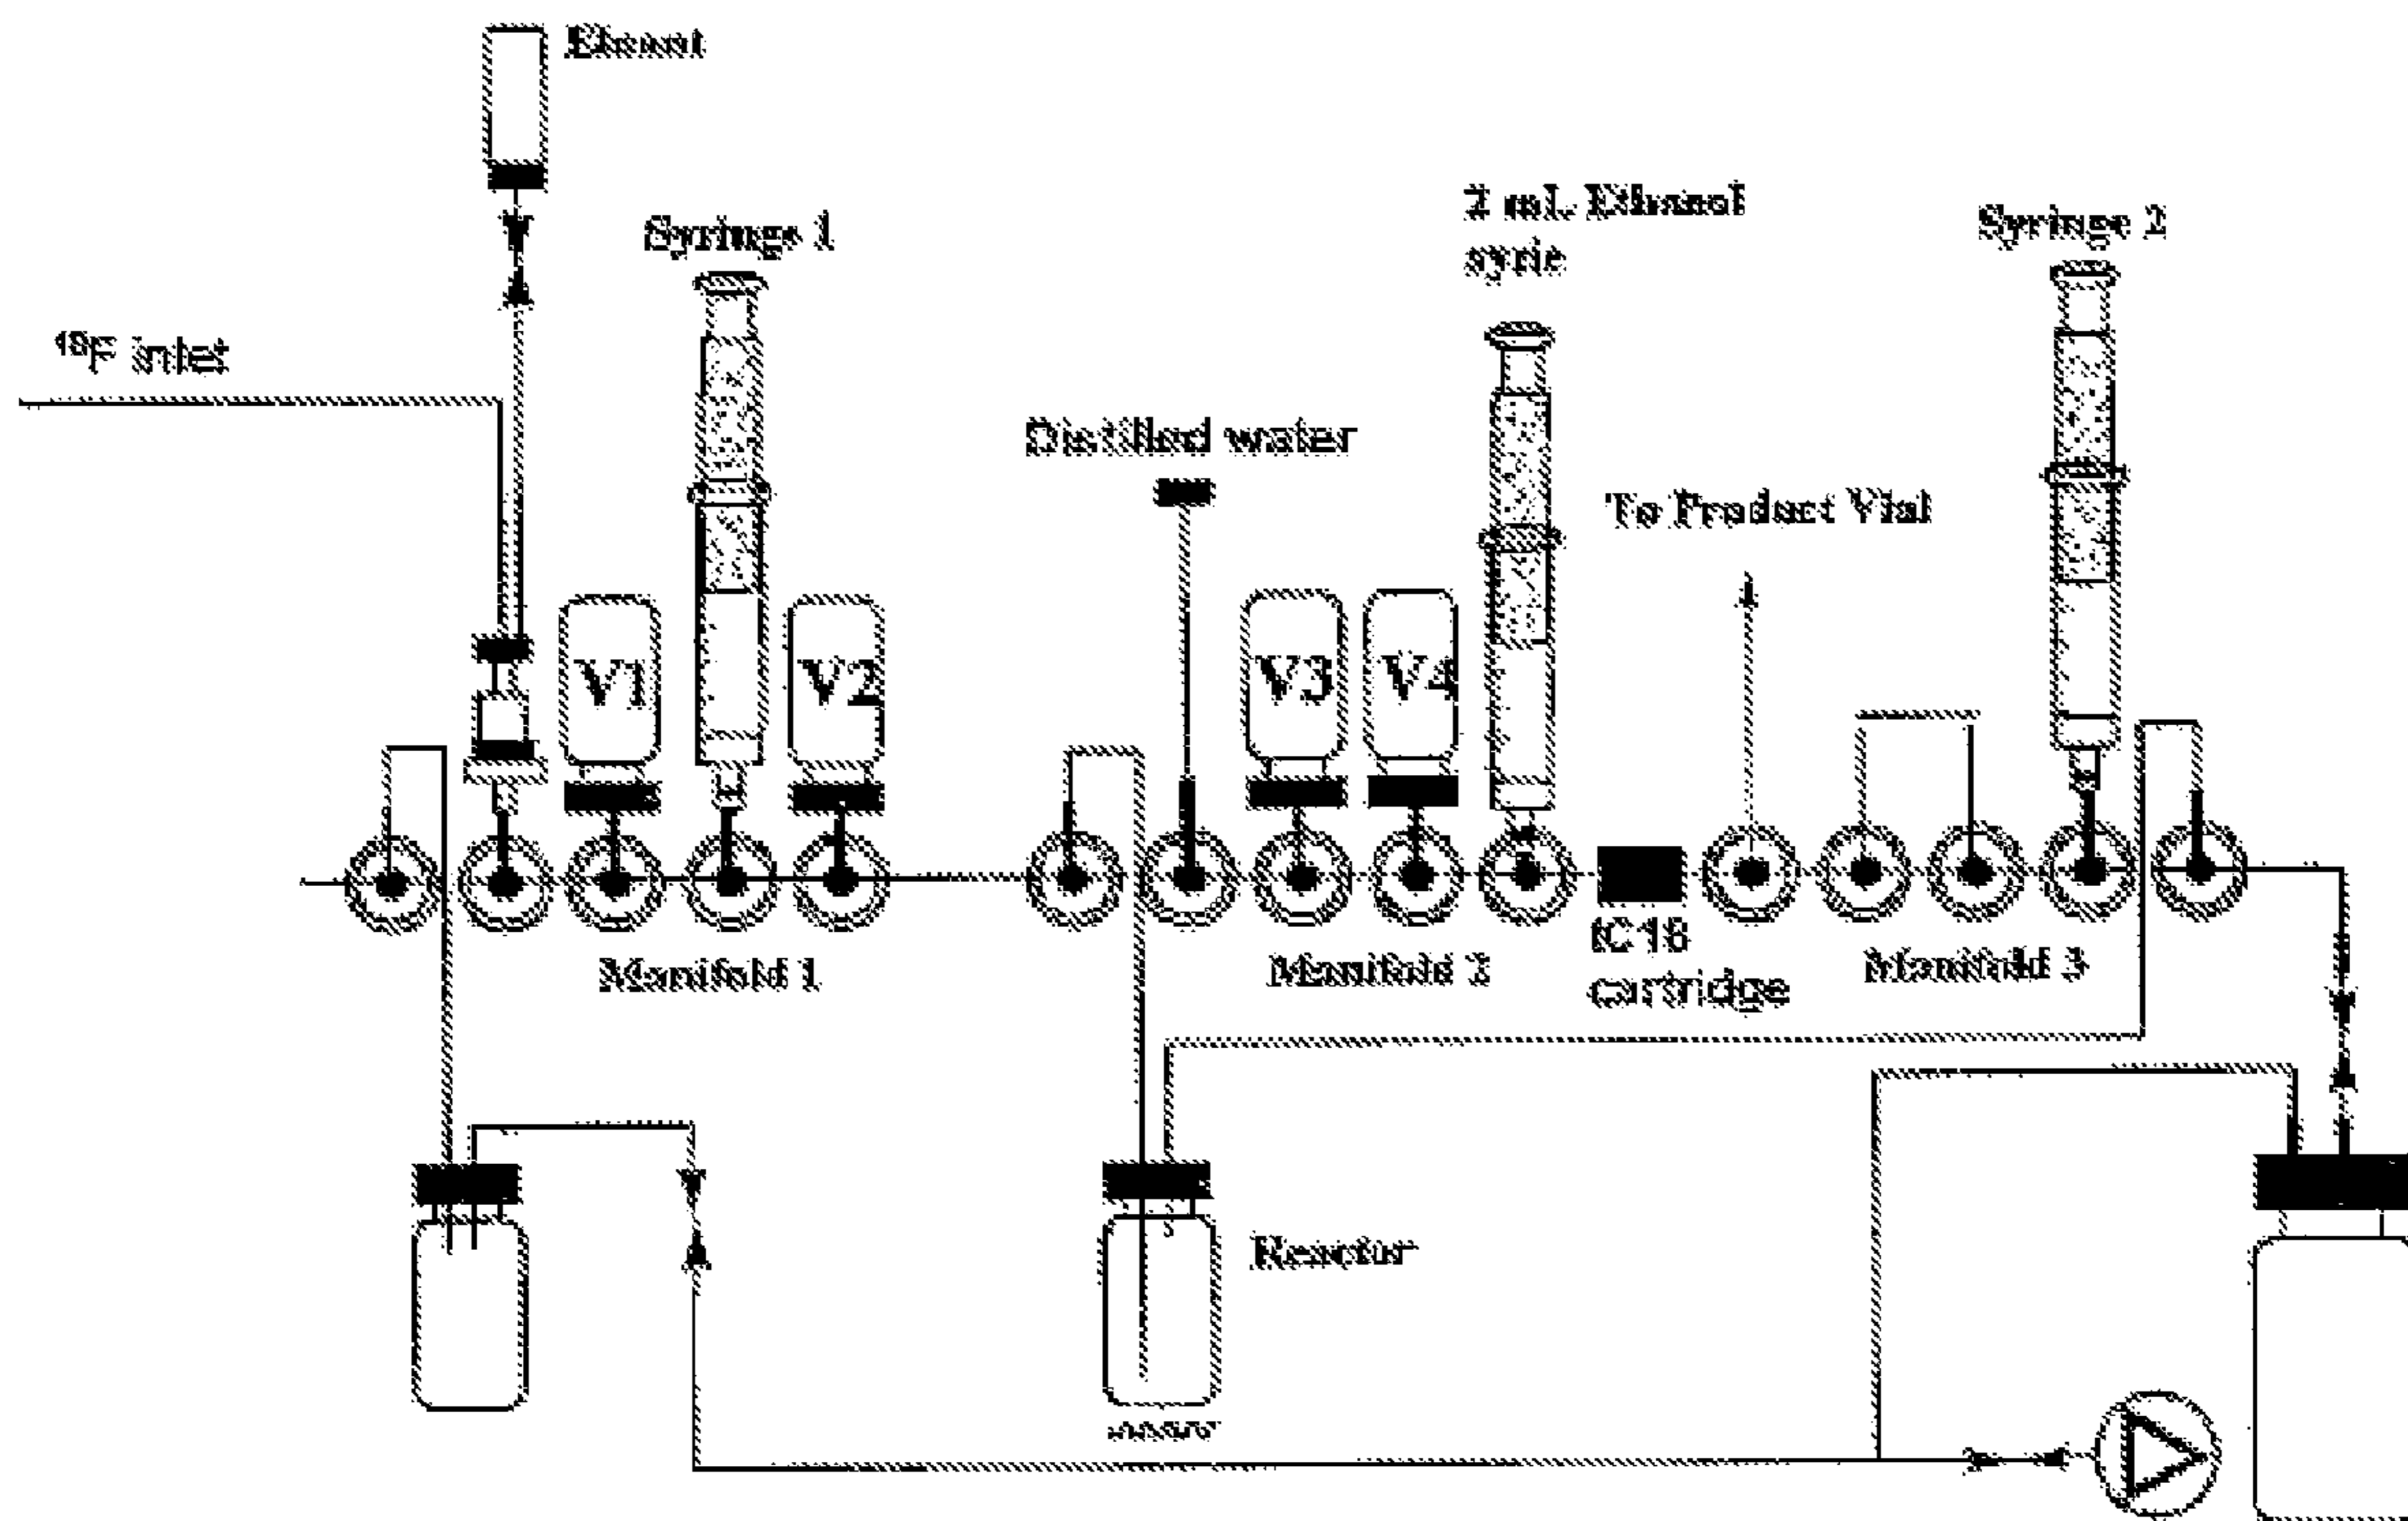 Eluent
Syringe 1
2 mL Ethanol
syrie
Syringe 2
¹⁸F inlet
Distilled water
To Product Vial
V1
V2
V3
V4
Manifold 1
Manifold 2
tC18
cartridge
Manifold 3
Reactor